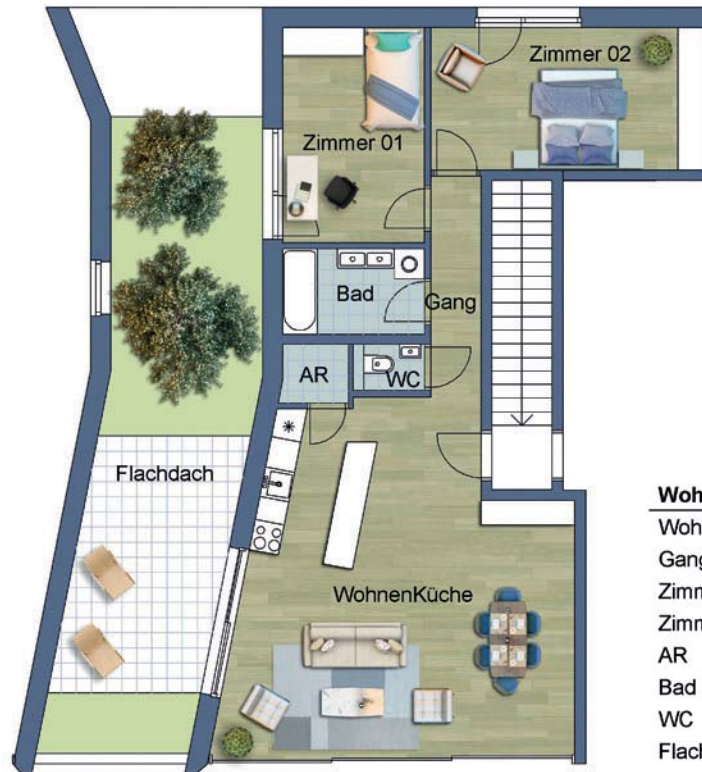 Zimmer 02
Zimmer 01
Bad
Gang
AR
WC
Flachdach
WohnenKüche
AR
Bad
WC